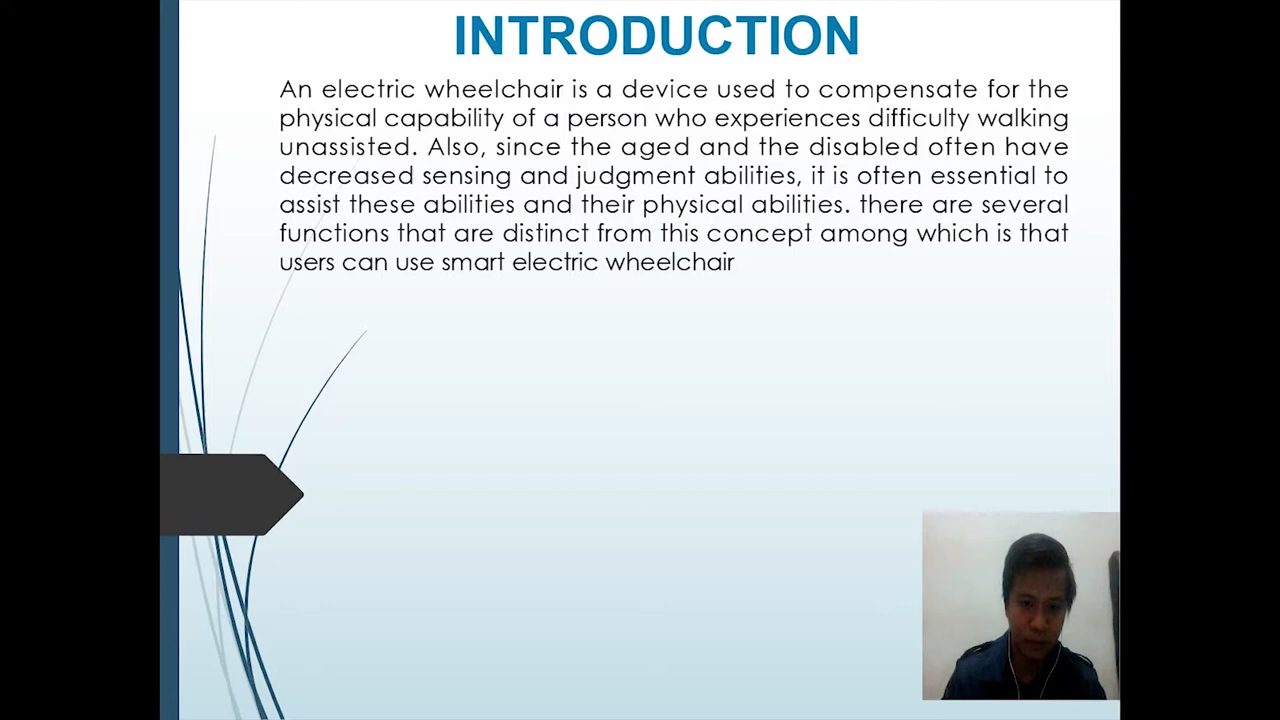 INTRODUCTION
An electric wheelchair is a device used to compensate for the
physical capability of a person who experiences difficulty walking
unassisted. Also, since the aged and the disabled often have
decreased sensing and judgment abilities, it is often essential to
assist these abilities and their physical abilities. there are several
functions that are distinct from this concept among which is that
users can use smart electric wheelchair